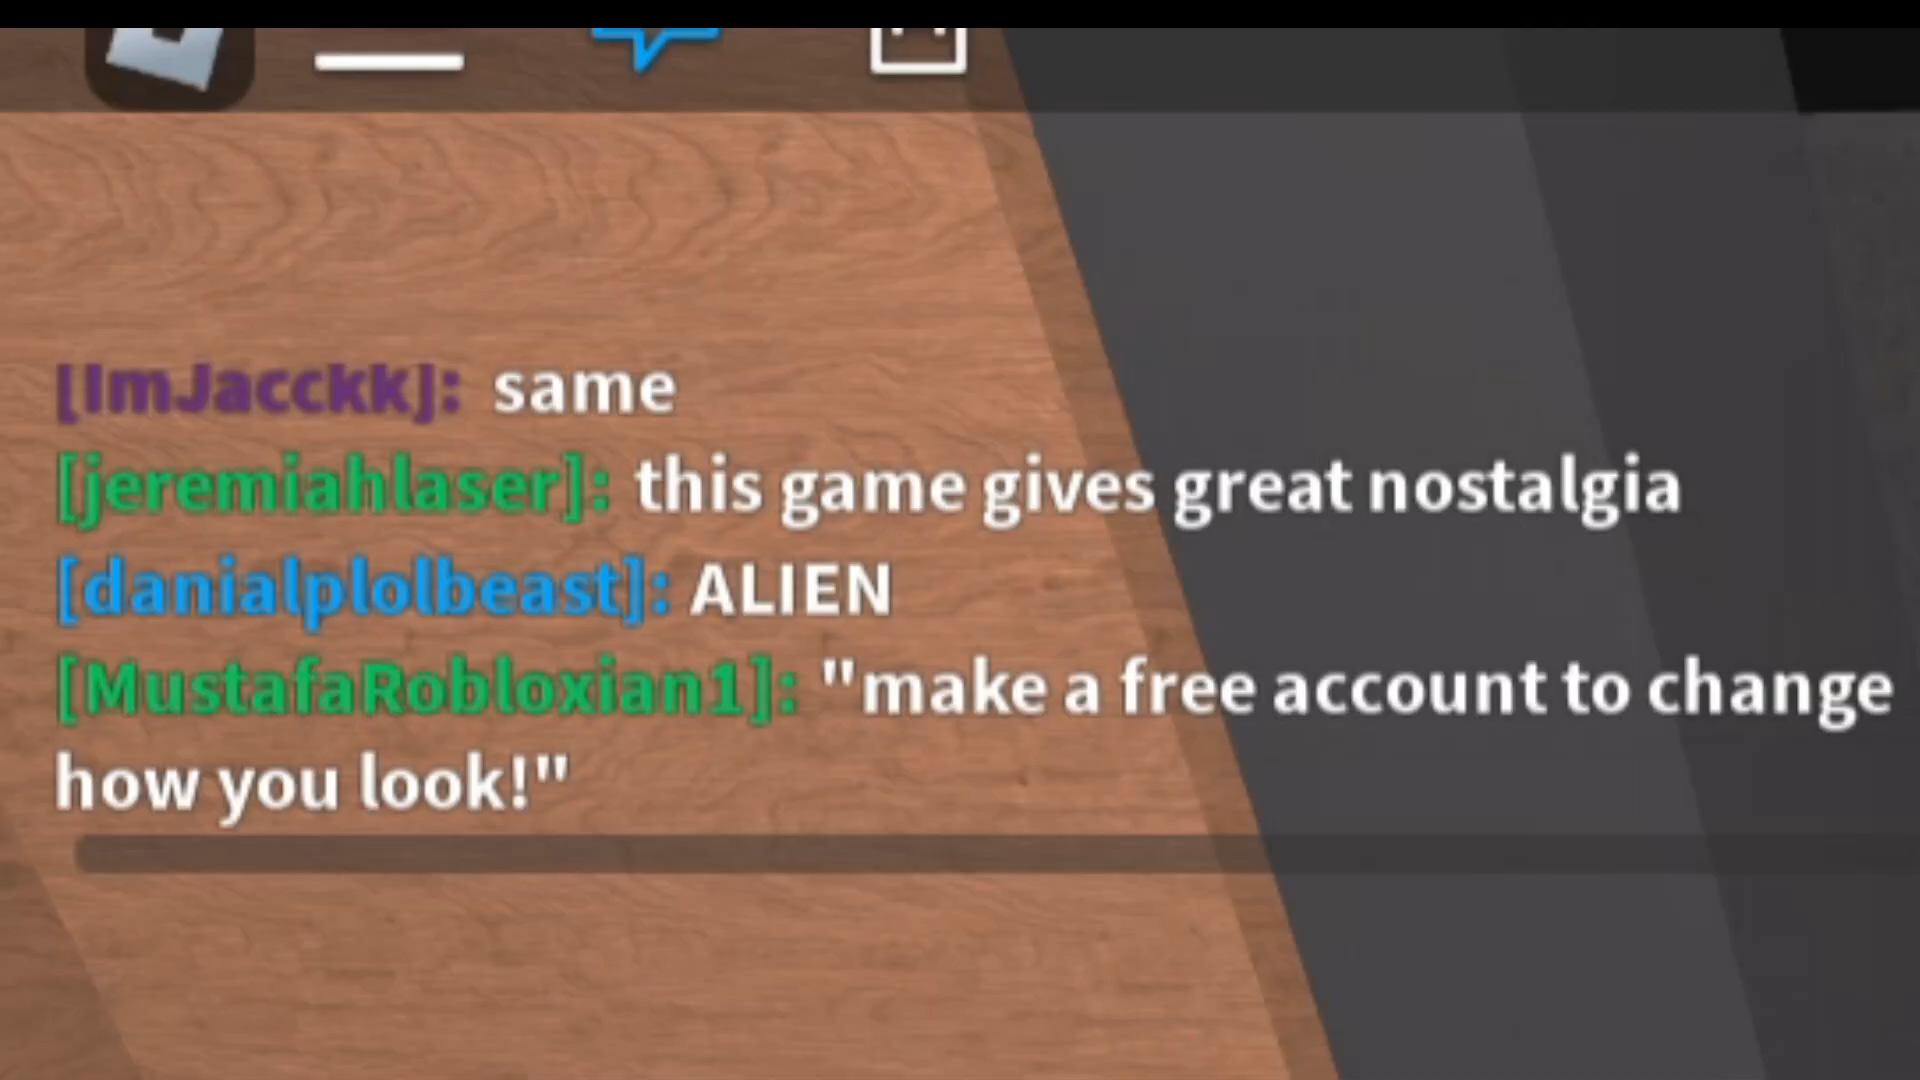 [ImJacckk]: same
[jeremiahlaser]: this game gives great nostalgia
[danialplolbeast]: ALIEN
[MustafaRobloxian1]: "make a free account to change
how you look!"